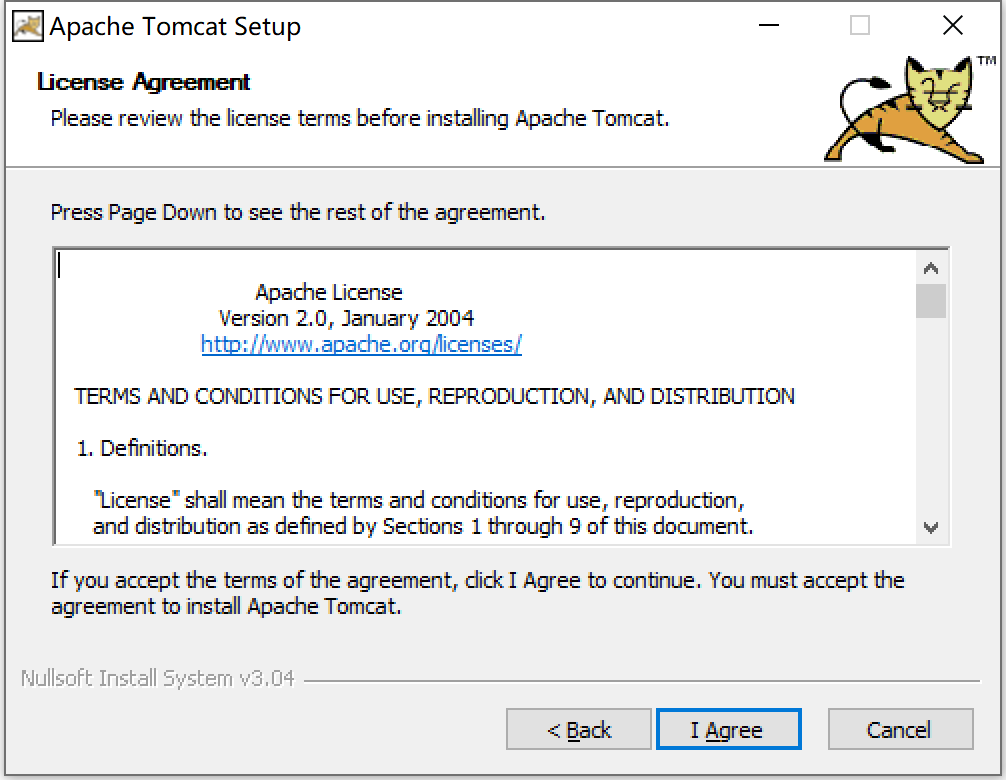 Apache Tomcat Setup
License Agreement
Please review the license terms before installing Apache Tomcat.
TM
Press Page Down to see the rest of the agreement.
Apache License
Version 2.0, January 2004
http://www.apache.org/licenses/
TERMS AND CONDITIONS FOR USE, REPRODUCTION, AND DISTRIBUTION
1. Definitions.
"License" shall mean the terms and conditions for use, reproduction,
and distribution as defined by Sections 1 through 9 of this document.
If you accept the terms of the agreement, click I Agree to continue. You must accept the
agreement to install Apache Tomcat.
Nullsoft Install System v3.04
< Back
I Agree
Cancel